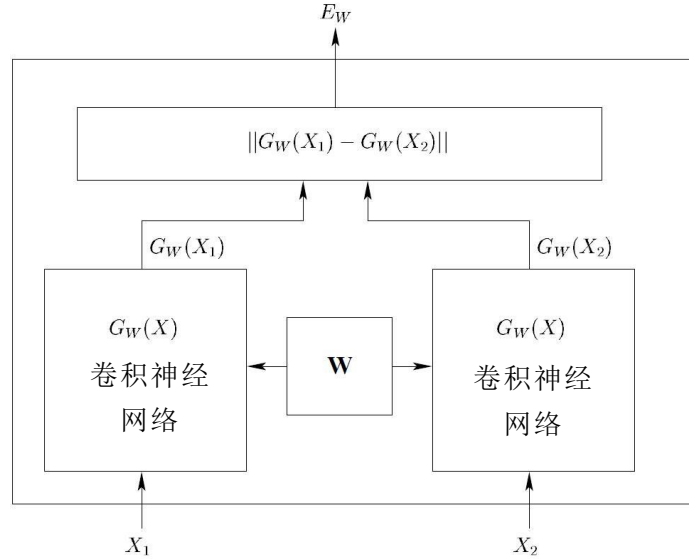 E_W
||G_W(X_1) − G_W(X_2)||
G_W(X_1)
G_W(X_2)
G_W(X)
卷积神经
网络
W
G_W(X)
卷积神经
网络
X_1
X_2